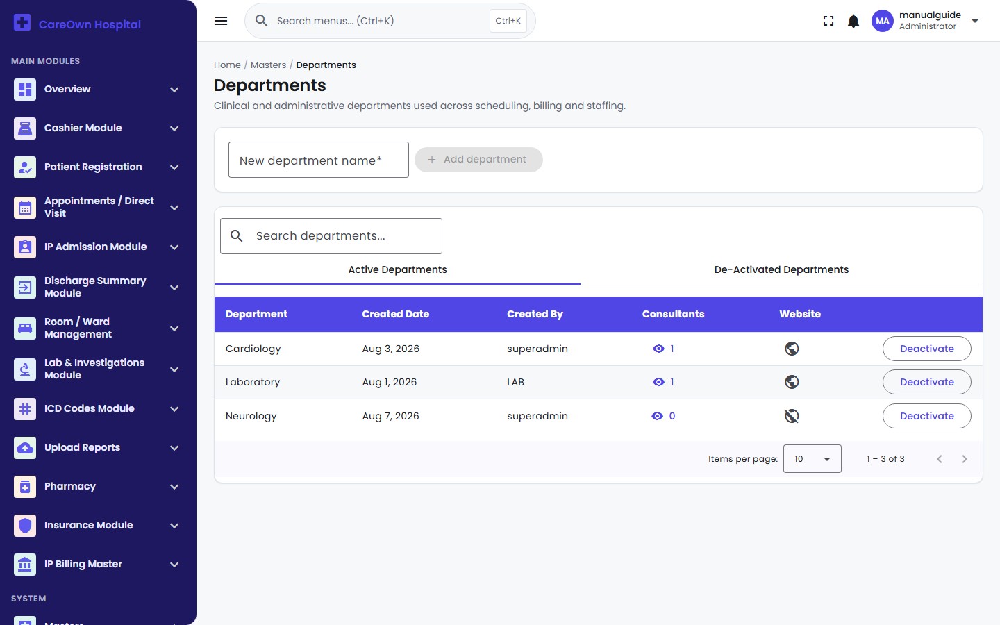 CareOwn Hospital
MAIN MODULES
Overview
Cashier Module
Patient Registration
Appointments / Direct
Visit
IP Admission Module
Discharge Summary
Module
Room / Ward
Management
Lab & Investigations
Module
ICD Codes Module
Upload Reports
Pharmacy
Insurance Module
IP Billing Master
SYSTEM
Search menus... (Ctrl+K)
Ctrl+K
MA
manualguide
Administrator
Home / Masters / Departments
Departments
Clinical and administrative departments used across scheduling, billing and staffing.
New department name*
+ Add department
Search departments...
Active Departments
De-Activated Departments
Department Created Date Created By Consultants Website
Cardiology Aug 3, 2026 superadmin 1 Deactivate
Laboratory Aug 1, 2026 LAB 1 Deactivate
Neurology Aug 7, 2026 superadmin 0 Deactivate
Items per page: 10 1 – 3 of 3